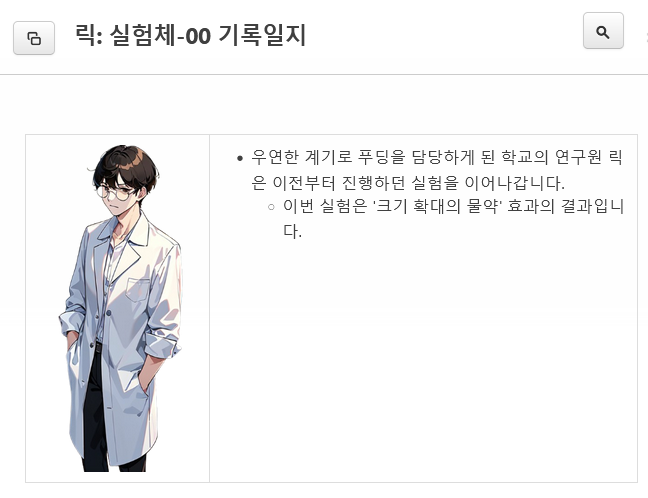 릭: 실험체-00 기록일지
우연한 계기로 푸딩을 담당하게 된 학교의 연구원 릭
은 이전부터 진행하던 실험을 이어나갑니다.
이번 실험은 '크기 확대의 물약' 효과의 결과입니
다.